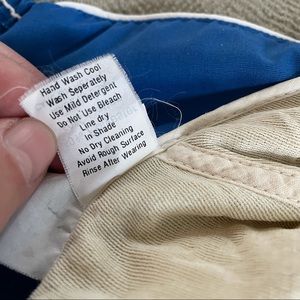 Hand Wash Cool
Wash Seperately
Use Mild Detergent
Do Not Use Bleach
Line dry
In Shade
No Dry Cleaning
Avoid Rough Surface
Rinse After Wearing